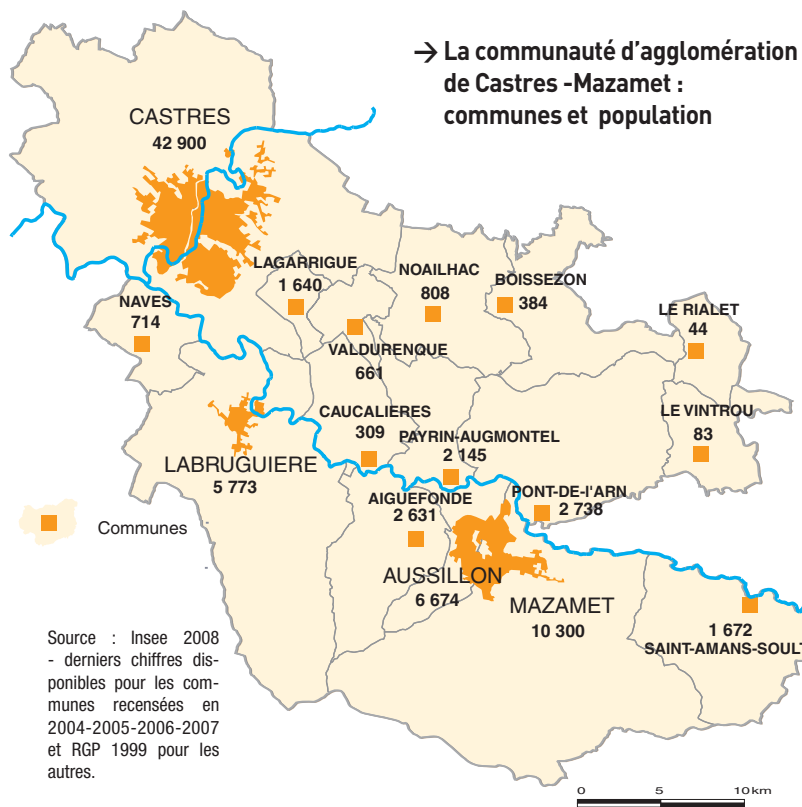 → La communauté d'agglomération
de Castres -Mazamet :
communes et population
CASTRES
42 900
LAGARRIGUE
1 640
NOAILHAC
808
BOISSEZON
384
NAVES
714
LE RIALET
44
VALDURENQUE
661
CAUCALIERES
309
PAYRIN-AUGMONTEL
2 145
LE VINTROU
83
LABRUGUIERE
5 773
AIGUEFONDE
2 631
PONT-DE-l'ARN
2 738
Communes
AUSSILLON
6 674
MAZAMET
10 300
1 672
SAINT-AMANS-SOULT
Source : Insee 2008
- derniers chiffres dis-
ponibles pour les com-
munes recensées en
2004-2005-2006-2007
et RGP 1999 pour les
autres.
0 5 10km